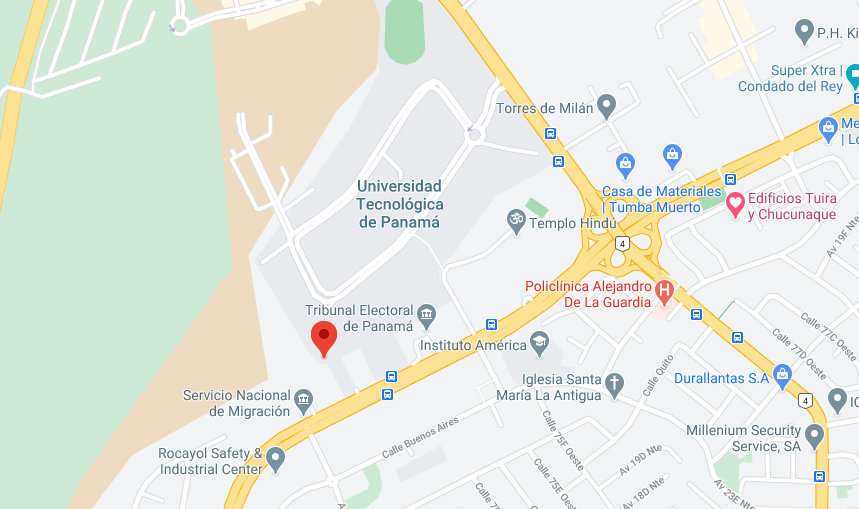 P.H. Ki
Super Xtra |
Condado del Rey
Torres de Milán
Me
| Lo
Universidad
Tecnológica
de Panamá
Casa de Materiales
| Tumba Muerto
Edificios Tuira
y Chucunaque
Templo Hindú
Av 19F Nte
4
Policlínica Alejandro
De La Guardia
H
Tribunal Electoral
de Panamá
Instituto América
Calle 77C Oeste
Calle 77D Oeste
Calle Quito
Iglesia Santa
María La Antigua
Durallantas S.A
4
IG
Servicio Nacional
de Migración
Calle Buenos Aires
Calle 75F Oeste
Millenium Security
Service, SA
Rocayol Safety &
Industrial Center
Av 19D Nte
Av 18D Nte
Av 23E Nte
Calle 75E Oeste
Calle 75